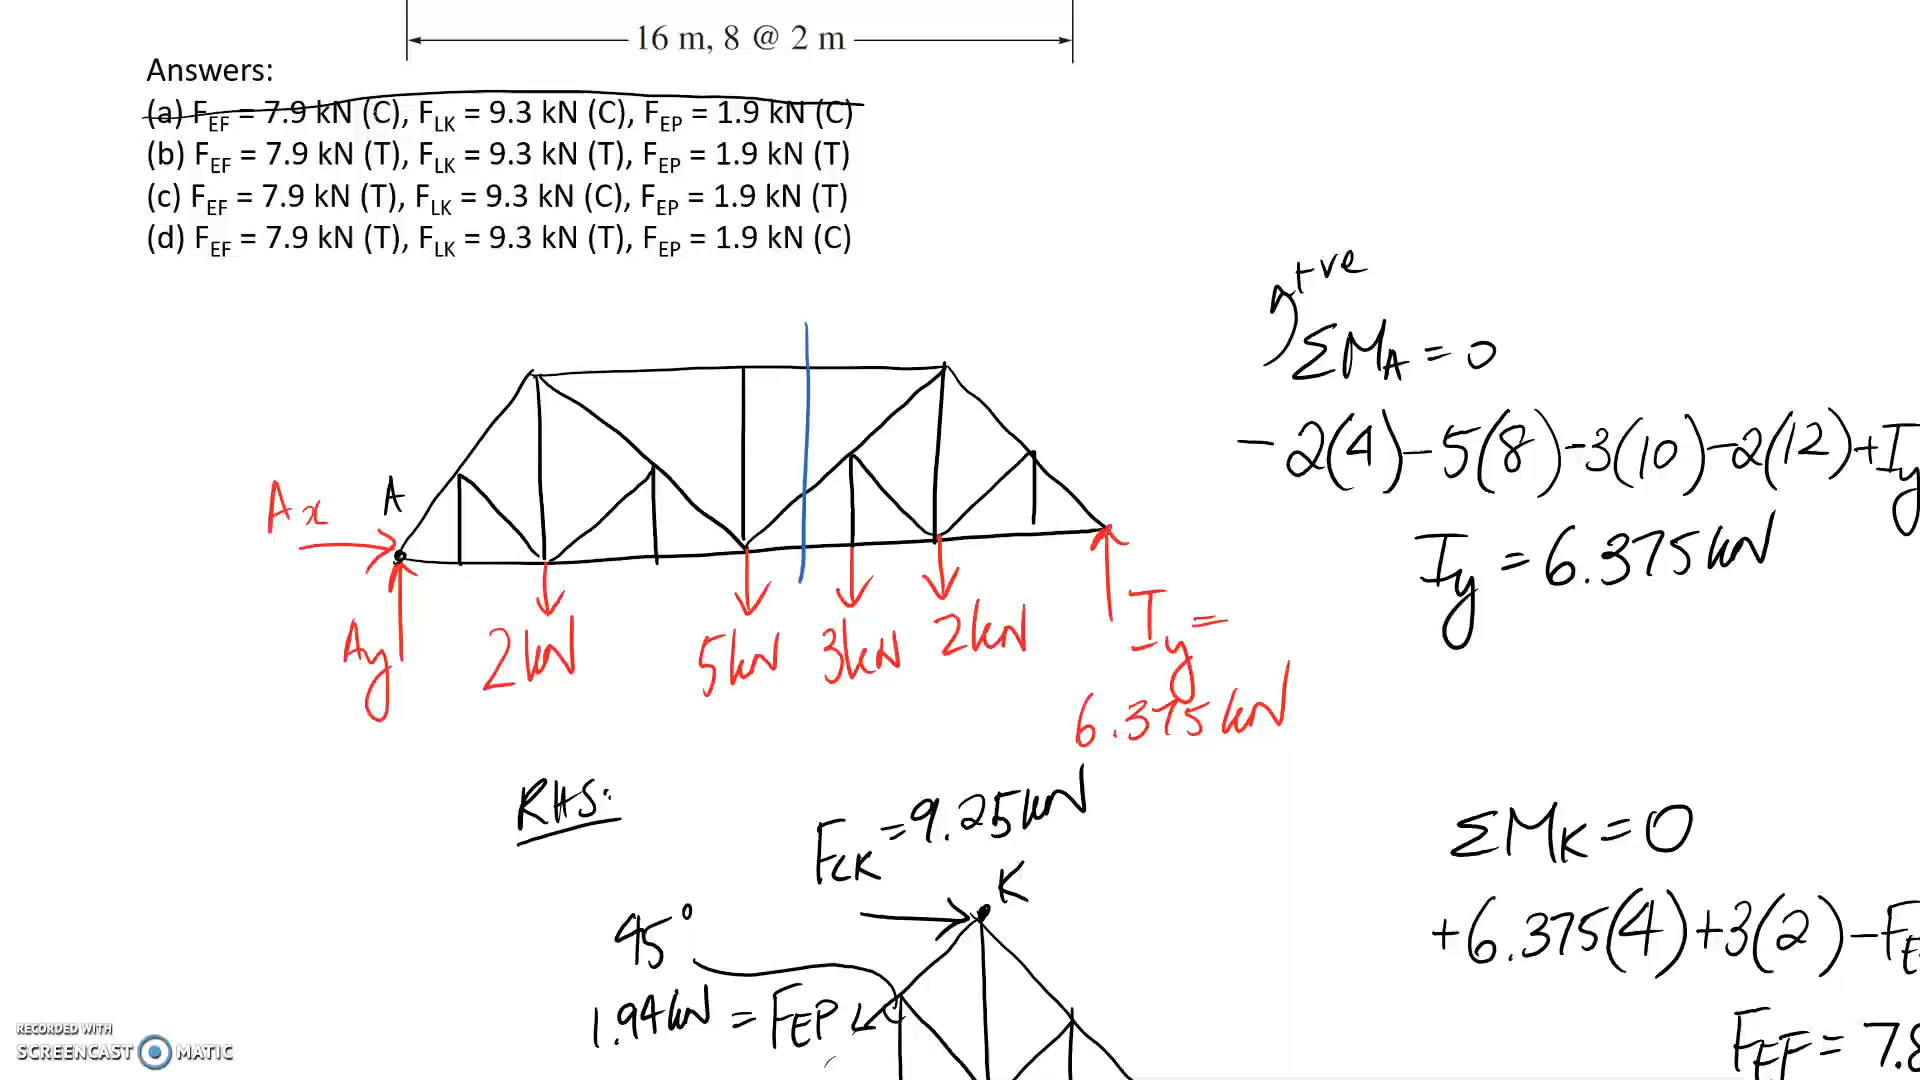 16 m, 8 @ 2 m
Answers:
(a) FEF = 7.9 kN (C), FLK = 9.3 kN (C), FEP = 1.9 kN (C)
(b) FEF = 7.9 kN (T), FLK = 9.3 kN (T), FEP = 1.9 kN (T)
(c) FEF = 7.9 kN (T), FLK = 9.3 kN (C), FEP = 1.9 kN (T)
(d) FEF = 7.9 kN (T), FLK = 9.3 kN (T), FEP = 1.9 kN (C)
+ve
ΣMA = 0
-2(4)-5(8)-3(10)-2(12)+Iy
Iy = 6.375kN
A
Ax
Ay
2kN
5kN
3kN
2kN
Iy =
6.375kN
RHS:
FLK = 9.25kN
K
45°
1.94kN = FEP
ΣMK = 0
+6.375(4)+3(2)-FE
FEF = 7.8
RECORDED WITH
SCREENCAST MATIC